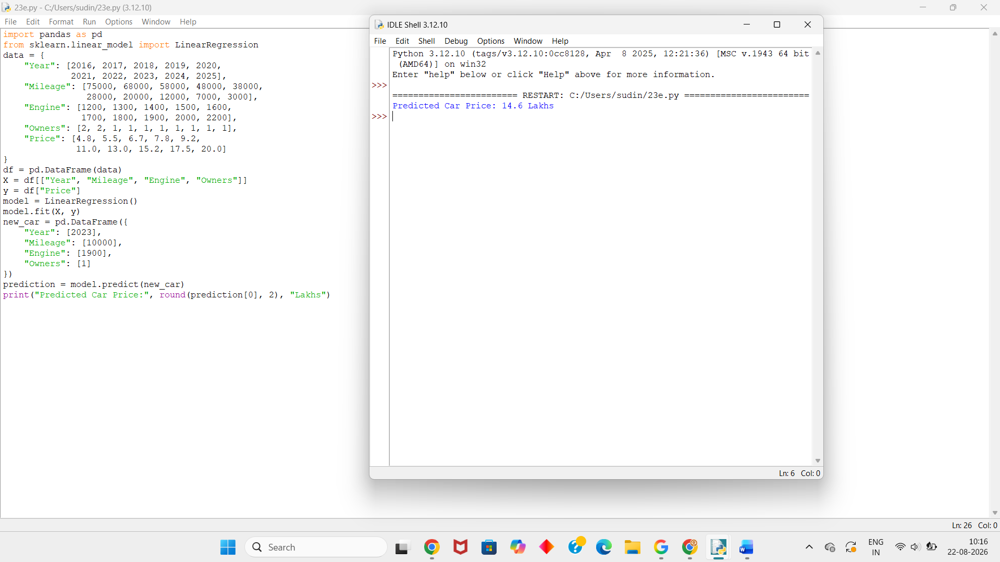 23e.py - C:/Users/sudin/23e.py (3.12.10)
File Edit Format Run Options Window Help
import pandas as pd
from sklearn.linear_model import LinearRegression
data = {
    "Year": [2016, 2017, 2018, 2019, 2020,
             2021, 2022, 2023, 2024, 2025],
    "Mileage": [75000, 68000, 58000, 48000, 38000,
                28000, 20000, 12000, 7000, 3000],
    "Engine": [1200, 1300, 1400, 1500, 1600,
               1700, 1800, 1900, 2000, 2200],
    "Owners": [2, 2, 1, 1, 1, 1, 1, 1, 1, 1],
    "Price": [4.8, 5.5, 6.7, 7.8, 9.2,
              11.0, 13.0, 15.2, 17.5, 20.0]
}
df = pd.DataFrame(data)
X = df[["Year", "Mileage", "Engine", "Owners"]]
y = df["Price"]
model = LinearRegression()
model.fit(X, y)
new_car = pd.DataFrame({
    "Year": [2023],
    "Mileage": [10000],
    "Engine": [1900],
    "Owners": [1]
})
prediction = model.predict(new_car)
print("Predicted Car Price:", round(prediction[0], 2), "Lakhs")
IDLE Shell 3.12.10
File Edit Shell Debug Options Window Help
Python 3.12.10 (tags/v3.12.10:0cc8128, Apr  8 2025, 12:21:36) [MSC v.1943 64 bit
 (AMD64)] on win32
Enter "help" below or click "Help" above for more information.
>>>
======================== RESTART: C:/Users/sudin/23e.py ========================
Predicted Car Price: 14.6 Lakhs
>>>
Ln: 6 Col: 0
Ln: 26 Col: 0
Search
ENG
IN
10:16
22-08-2026